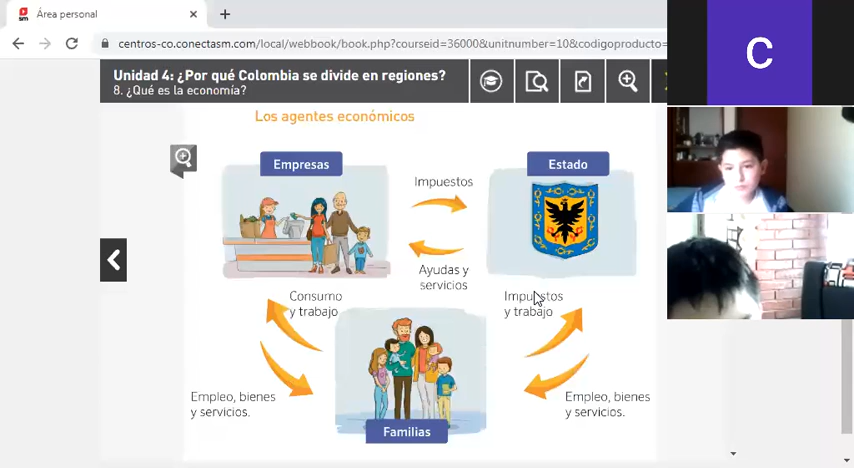 Área personal
centros-co.conectasm.com/local/webbook/book.php?courseid=36000&unitnumber=10&codigoproducto=
Unidad 4: ¿Por qué Colombia se divide en regiones?
8. ¿Qué es la economía?
Los agentes económicos
Empresas
Impuestos
Estado
Ayudas y
servicios
Consumo
y trabajo
Impuestos
y trabajo
Empleo, bienes
y servicios.
Empleo, bienes
y servicios.
Familias
C